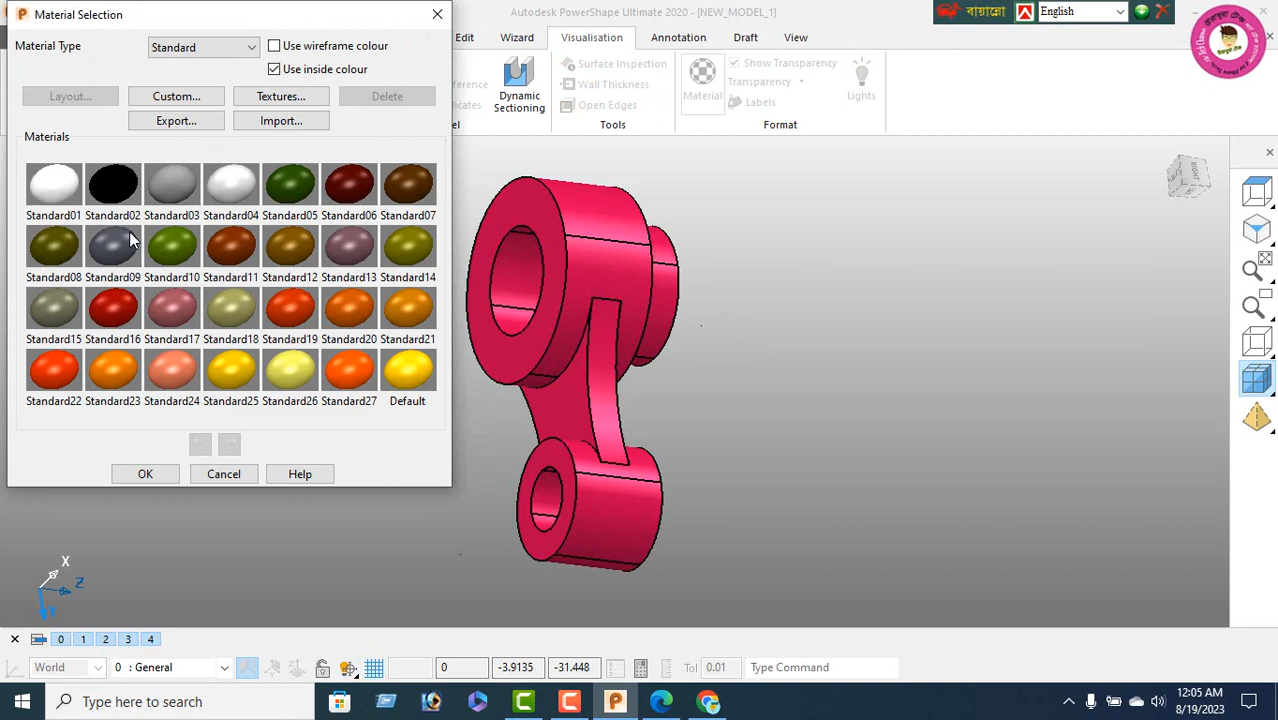 Material Selection
Autodesk PowerShape Ultimate 2020 - [NEW_MODEL_1]
বায়ান্নো
English
Material Type
Standard
Use wireframe colour
Use inside colour
Edit
Wizard
Visualisation
Annotation
Draft
View
Layout...
Custom...
Textures...
Delete
Export...
Import...
Dynamic
Sectioning
Surface Inspection
Wall Thickness
Open Edges
Tools
Material
Show Transparency
Transparency
Labels
Lights
Format
Materials
Standard01
Standard02
Standard03
Standard04
Standard05
Standard06
Standard07
Standard08
Standard09
Standard10
Standard11
Standard12
Standard13
Standard14
Standard15
Standard16
Standard17
Standard18
Standard19
Standard20
Standard21
Standard22
Standard23
Standard24
Standard25
Standard26
Standard27
Default
OK
Cancel
Help
RIGHT
X
Z
Y
0
1
2
3
4
World
0 : General
0
-3.9135
-31.448
Tol
0.01
Type Command
Type here to search
12:05 AM
8/19/2023